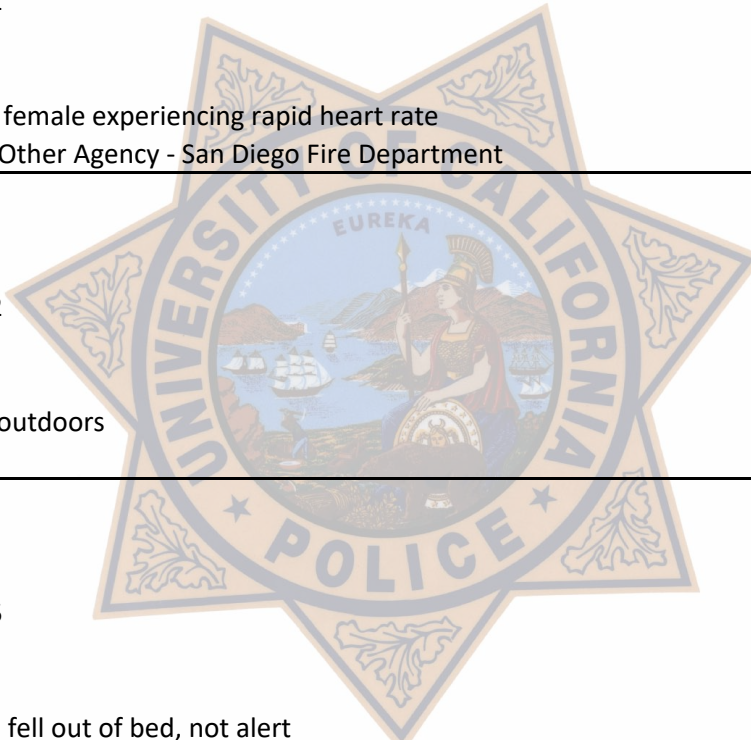 female experiencing rapid heart rate
Other Agency - San Diego Fire Department
UNIVERSITY OF CALIFORNIA
EUREKA
outdoors
POLICE
fell out of bed, not alert